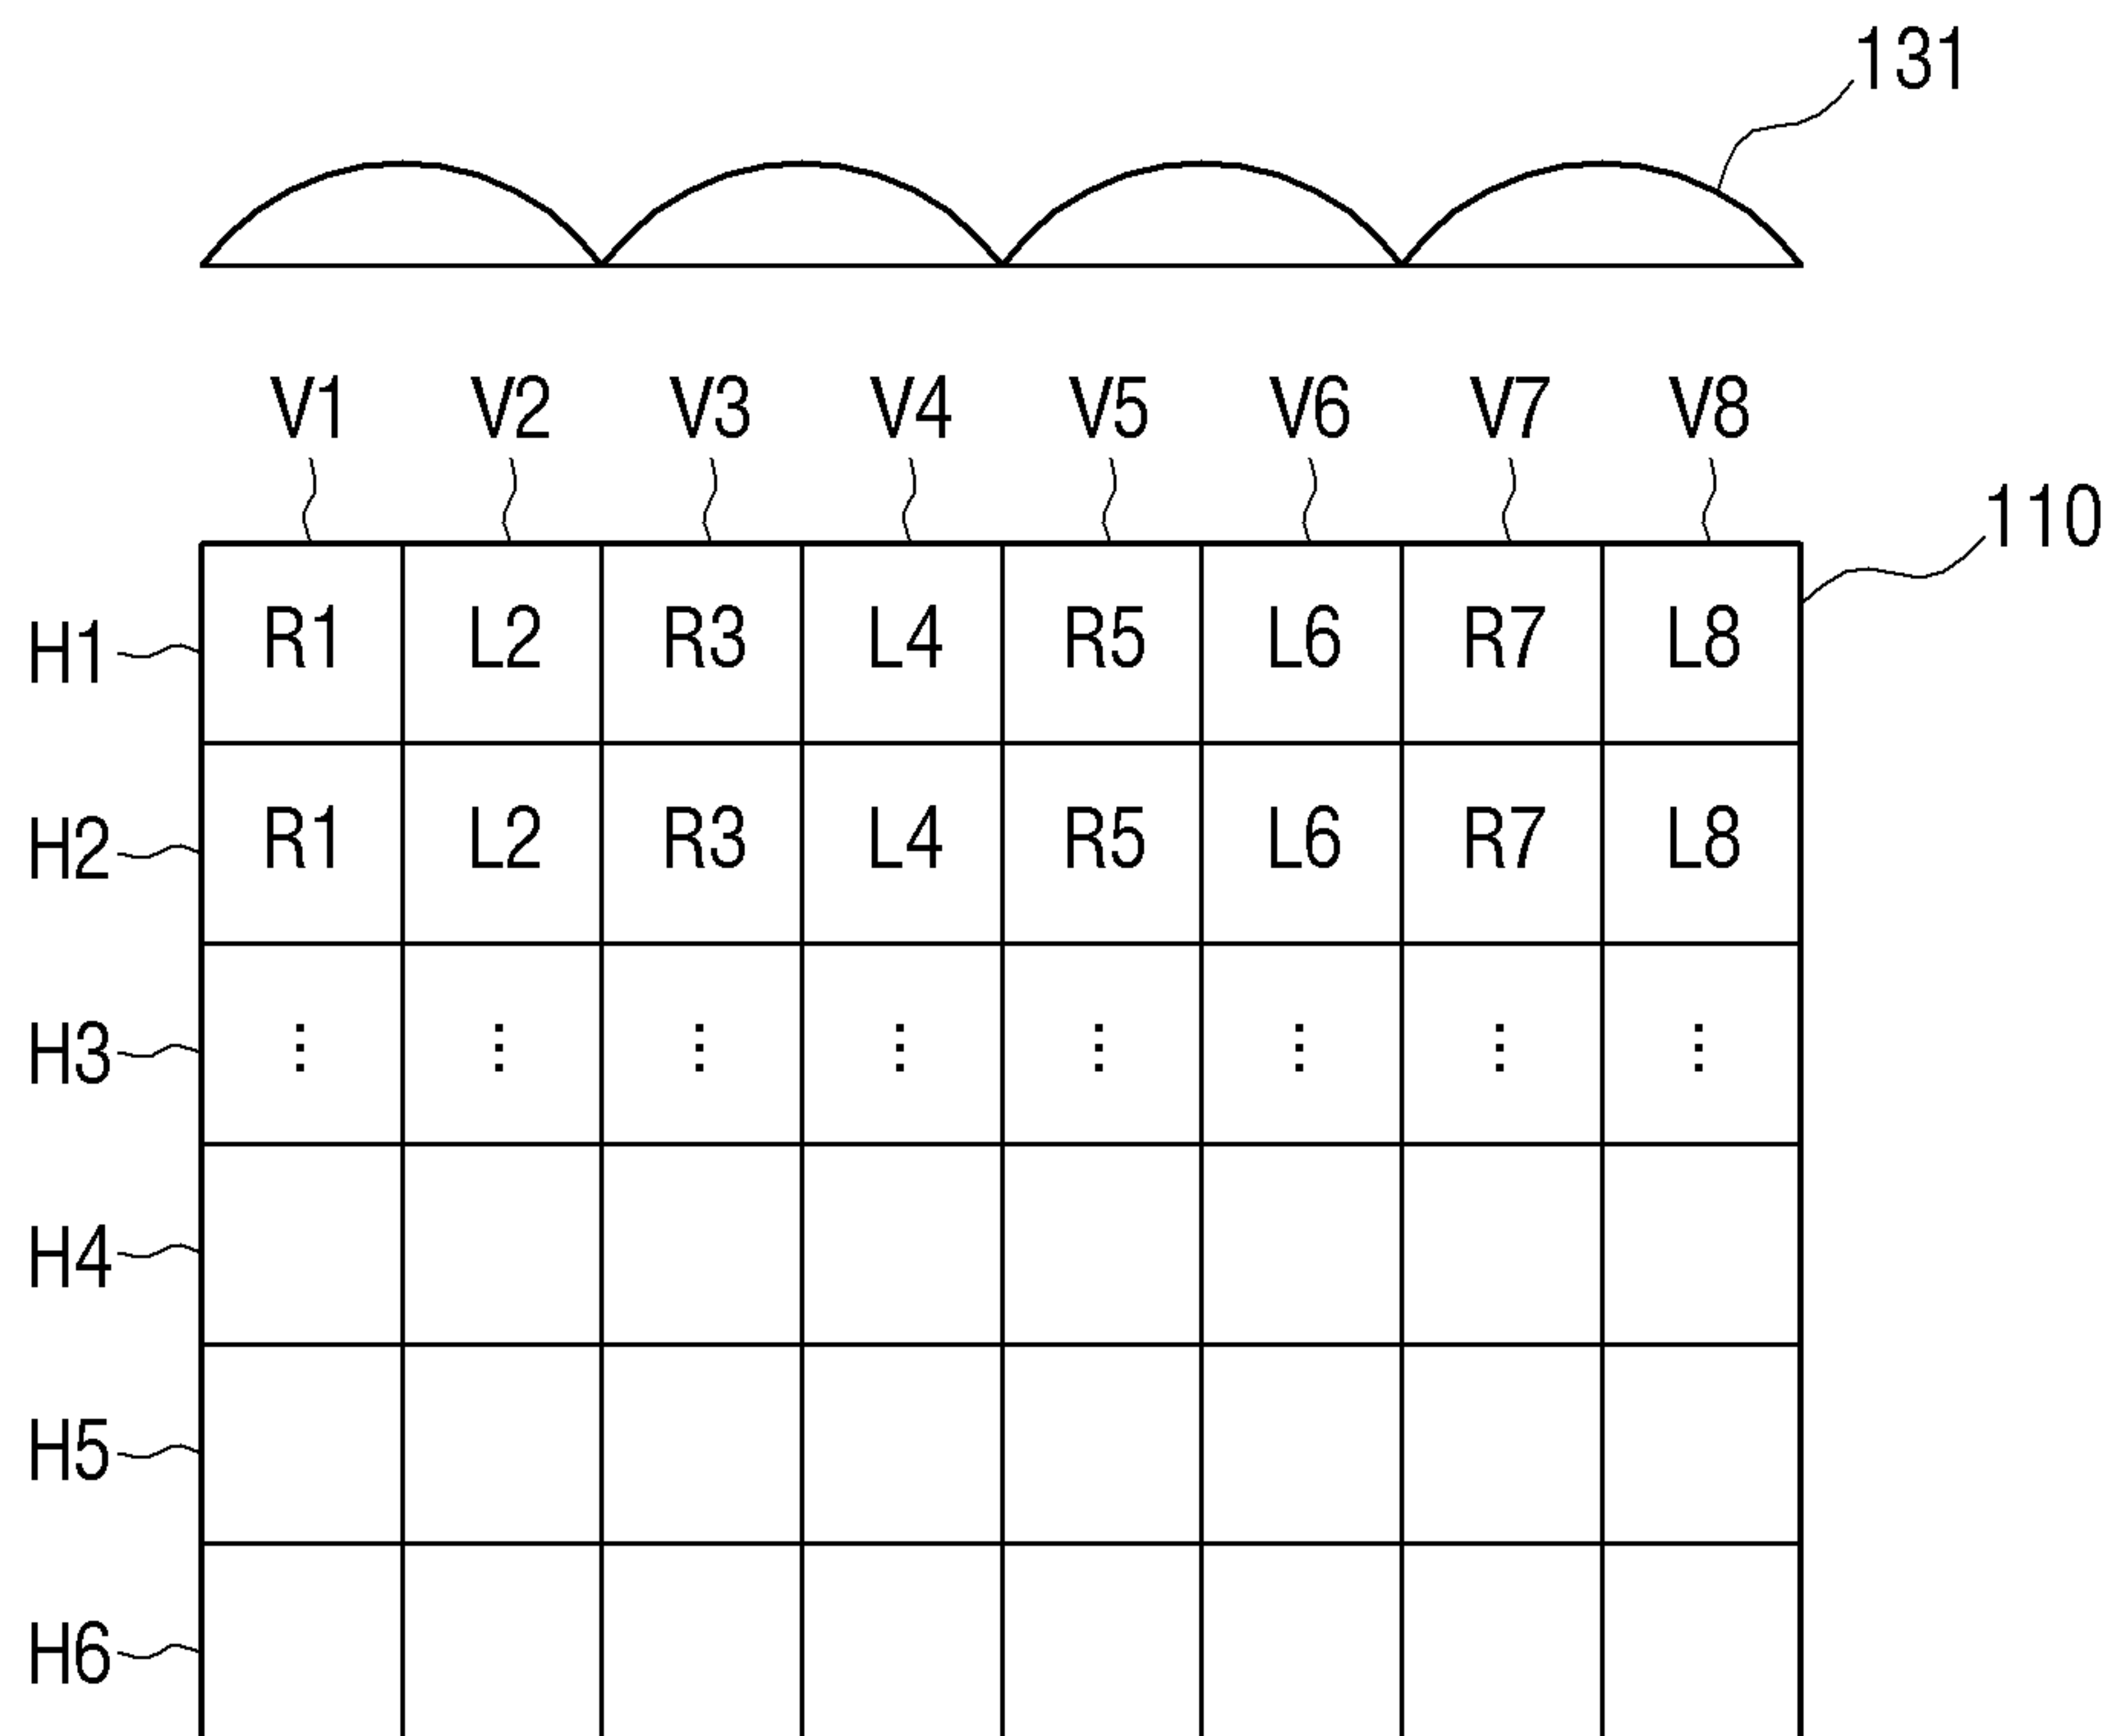 131
V1 V2 V3 V4 V5 V6 V7 V8
110
H1 R1 L2 R3 L4 R5 L6 R7 L8
H2 R1 L2 R3 L4 R5 L6 R7 L8
H3 ⋮ ⋮ ⋮ ⋮ ⋮ ⋮ ⋮ ⋮
H4
H5
H6